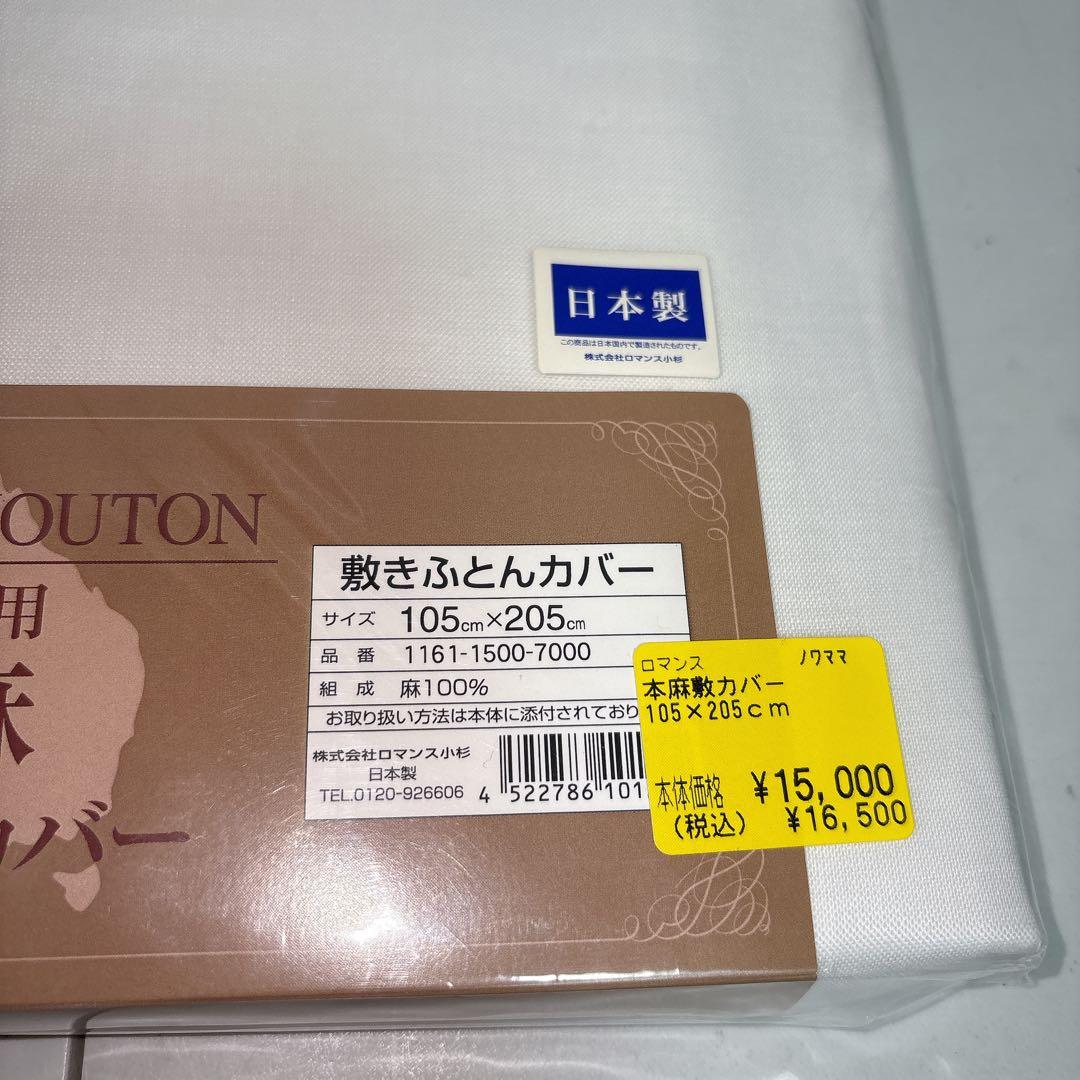 日本製
この商品は日本国内で製造されたものです。
株式会社ロマンス小杉
OUTON
用
カバー
敷きふとんカバー
サイズ 105cm×205cm
品番 1161-1500-7000
組成 麻100%
お取り扱い方法は本体に添付されており
株式会社ロマンス小杉
日本製
TEL.0120-926606
4 522786 101
ロマンス ノワママ
本麻敷カバー
105×205cm
本体価格 ¥15,000
(税込) ¥16,500